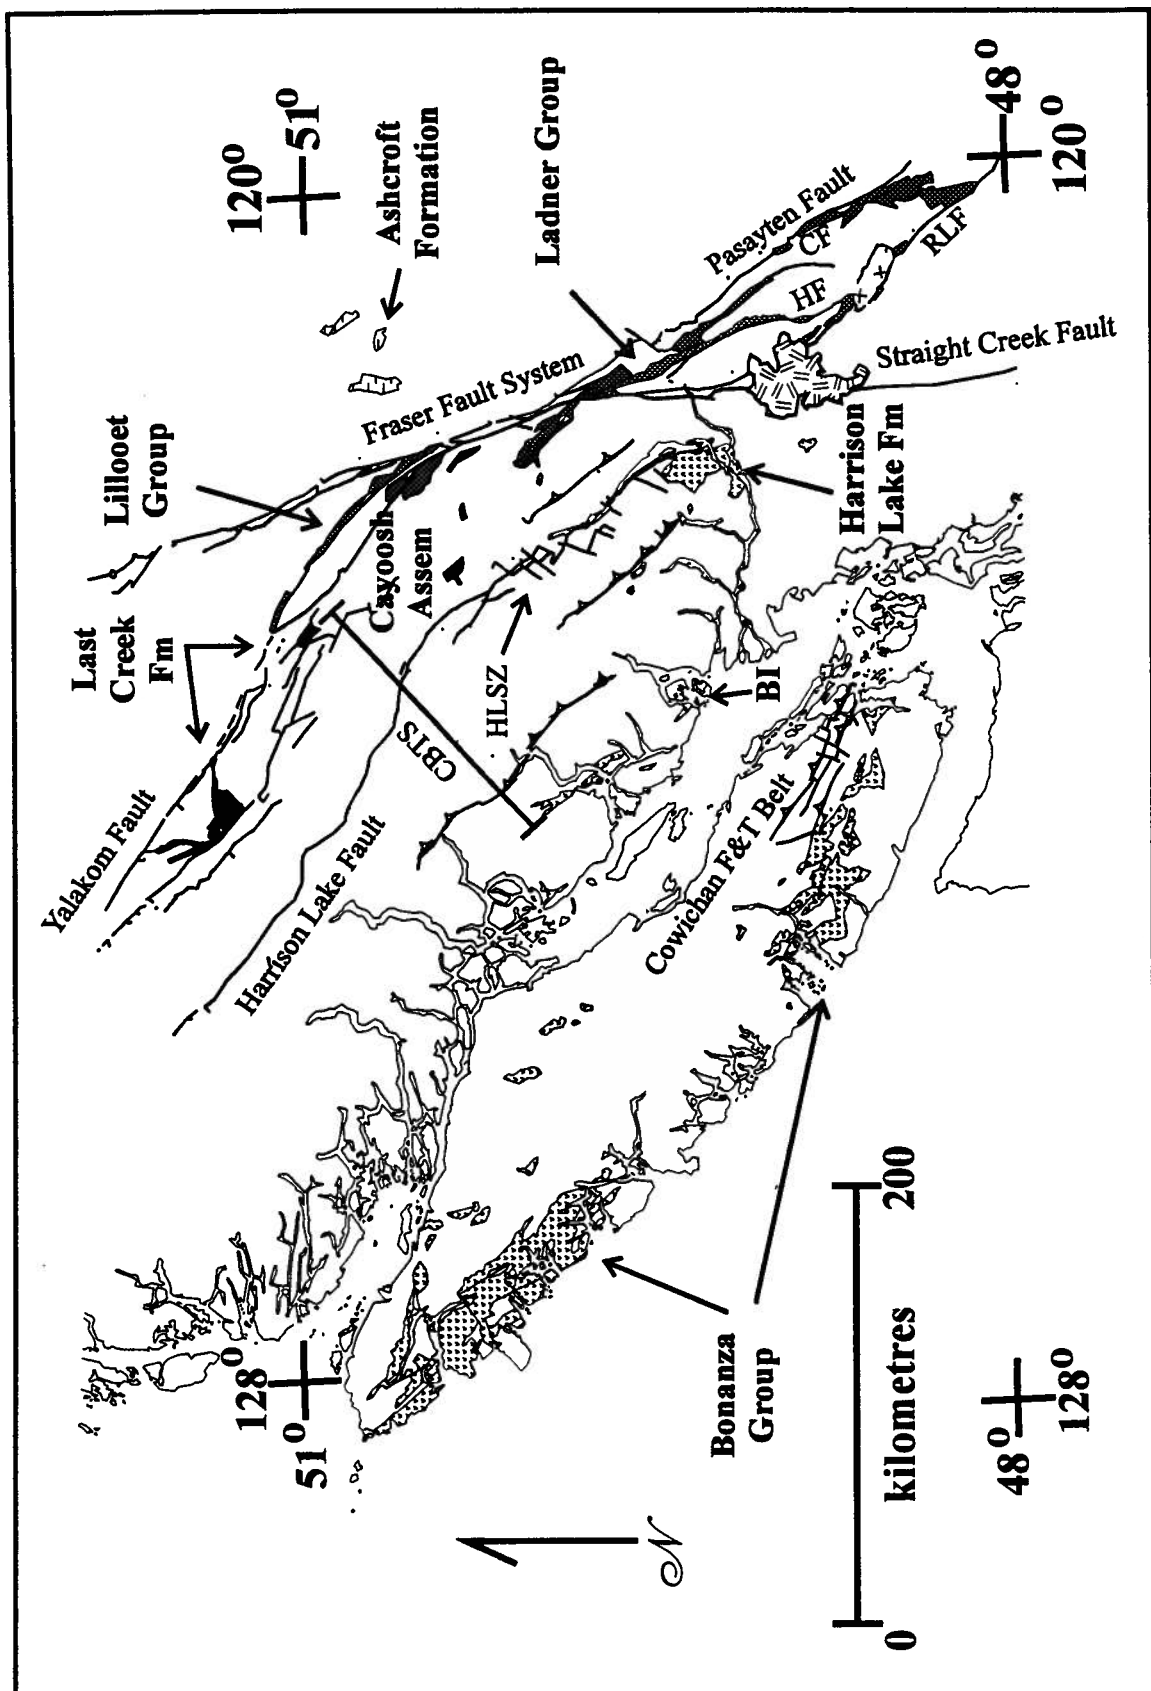 120°
51°
Ashcroft
Formation
Ladner Group
Lillooet
Group
Last
Creek
Fm
Fraser Fault System
Pasayten Fault
CF
HF
RLF
48°
120°
Straight Creek Fault
Harrison
Lake Fm
Cayoosh
Assem
HLSZ
CBTS
BI
Yalakom Fault
Harrison Lake Fault
Cowichan F&T Belt
128°
51°
Bonanza
Group
N
0
200
kilometres
48°
128°